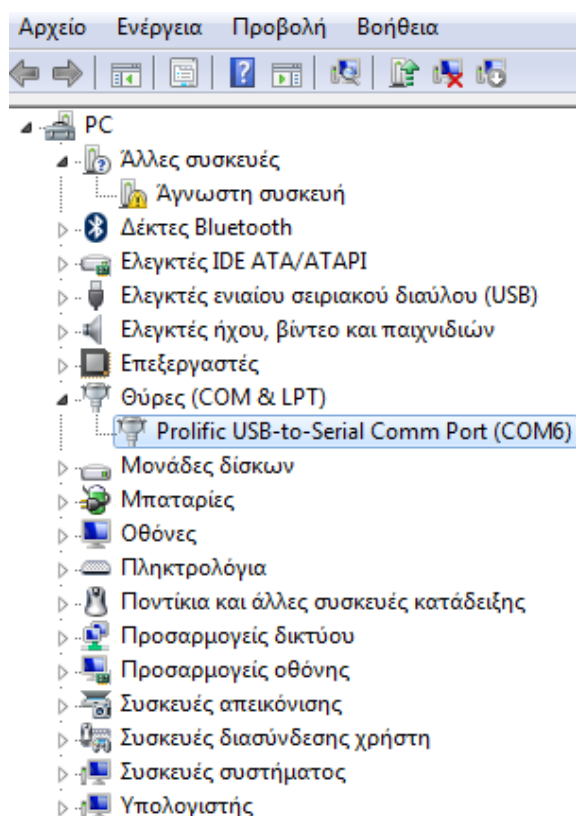 Αρχείο Ενέργεια Προβολή Βοήθεια
PC
Άλλες συσκευές
Άγνωστη συσκευή
Δέκτες Bluetooth
Ελεγκτές IDE ATA/ATAPI
Ελεγκτές ενιαίου σειριακού διαύλου (USB)
Ελεγκτές ήχου, βίντεο και παιχνιδιών
Επεξεργαστές
Θύρες (COM & LPT)
Prolific USB-to-Serial Comm Port (COM6)
Μονάδες δίσκων
Μπαταρίες
Οθόνες
Πληκτρολόγια
Ποντίκια και άλλες συσκευές κατάδειξης
Προσαρμογείς δικτύου
Προσαρμογείς οθόνης
Συσκευές απεικόνισης
Συσκευές διασύνδεσης χρήστη
Συσκευές συστήματος
Υπολογιστής